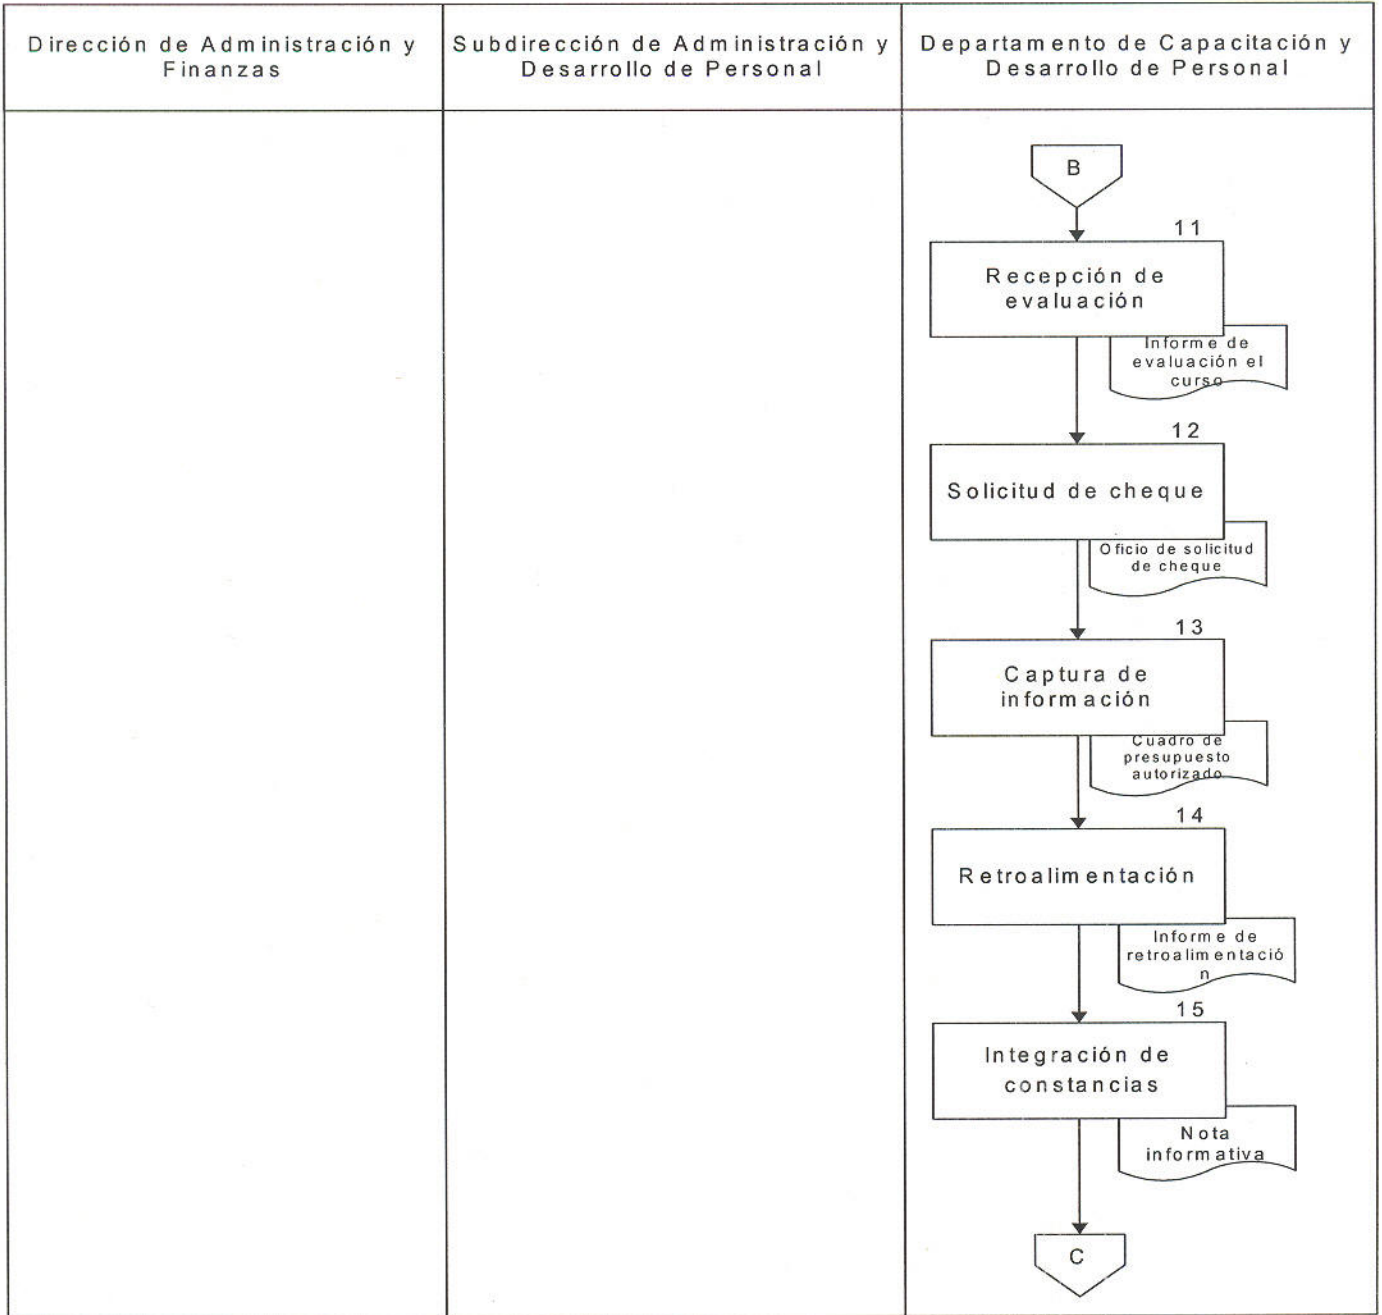 Dirección de Administración y
Finanzas
Subdirección de Administración y
Desarrollo de Personal
Departamento de Capacitación y
Desarrollo de Personal
B
11
Recepción de
evaluación
Informe de
evaluación el
curso
12
Solicitud de cheque
Oficio de solicitud
de cheque
13
Captura de
información
Cuadro de
presupuesto
autorizado
14
Retroalimentación
Informe de
retroalimentació
n
15
Integración de
constancias
Nota
informativa
C